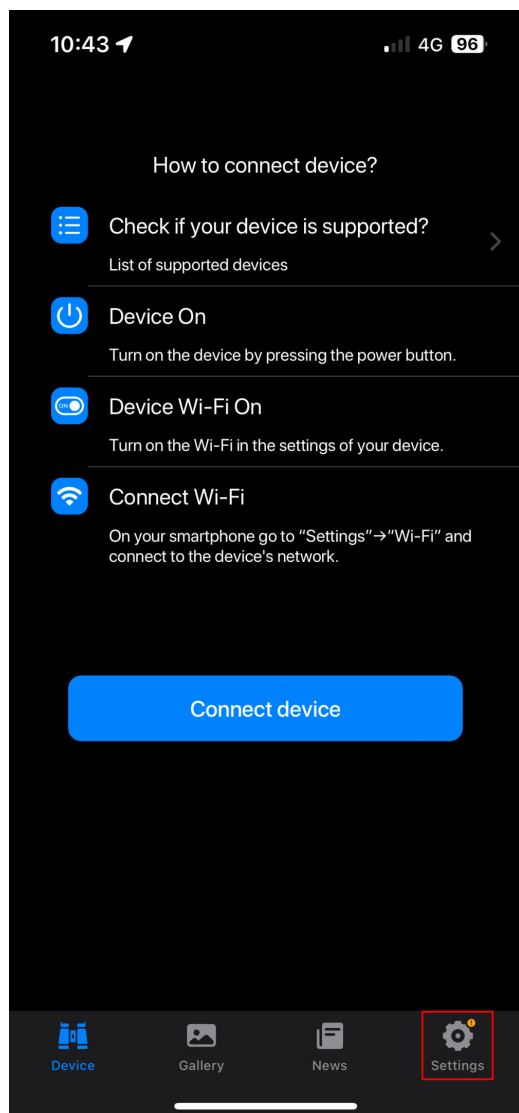 10:43
4G 96
How to connect device?
Check if your device is supported?
List of supported devices
Device On
Turn on the device by pressing the power button.
ON
Device Wi-Fi On
Turn on the Wi-Fi in the settings of your device.
Connect Wi-Fi
On your smartphone go to “Settings”→“Wi-Fi” and
connect to the device's network.
Connect device
Device Gallery News Settings